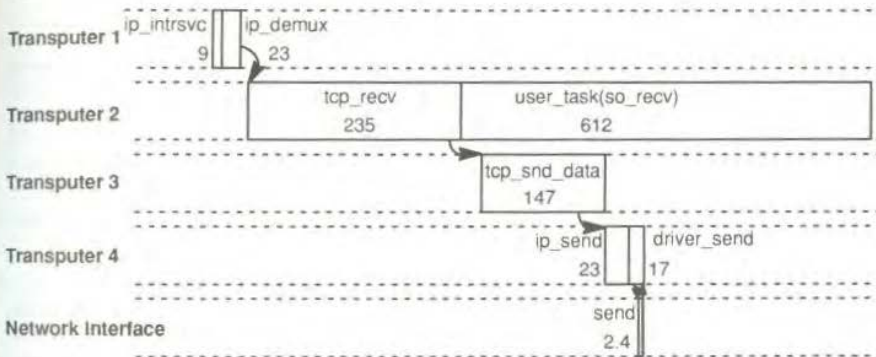 ip_intrsvc ip_demux
Transputer 1
9 23
tcp_recv user_task(so_recv)
Transputer 2
235 612
tcp_snd_data
Transputer 3
147
ip_send driver_send
Transputer 4
23 17
send
Network Interface
2.4